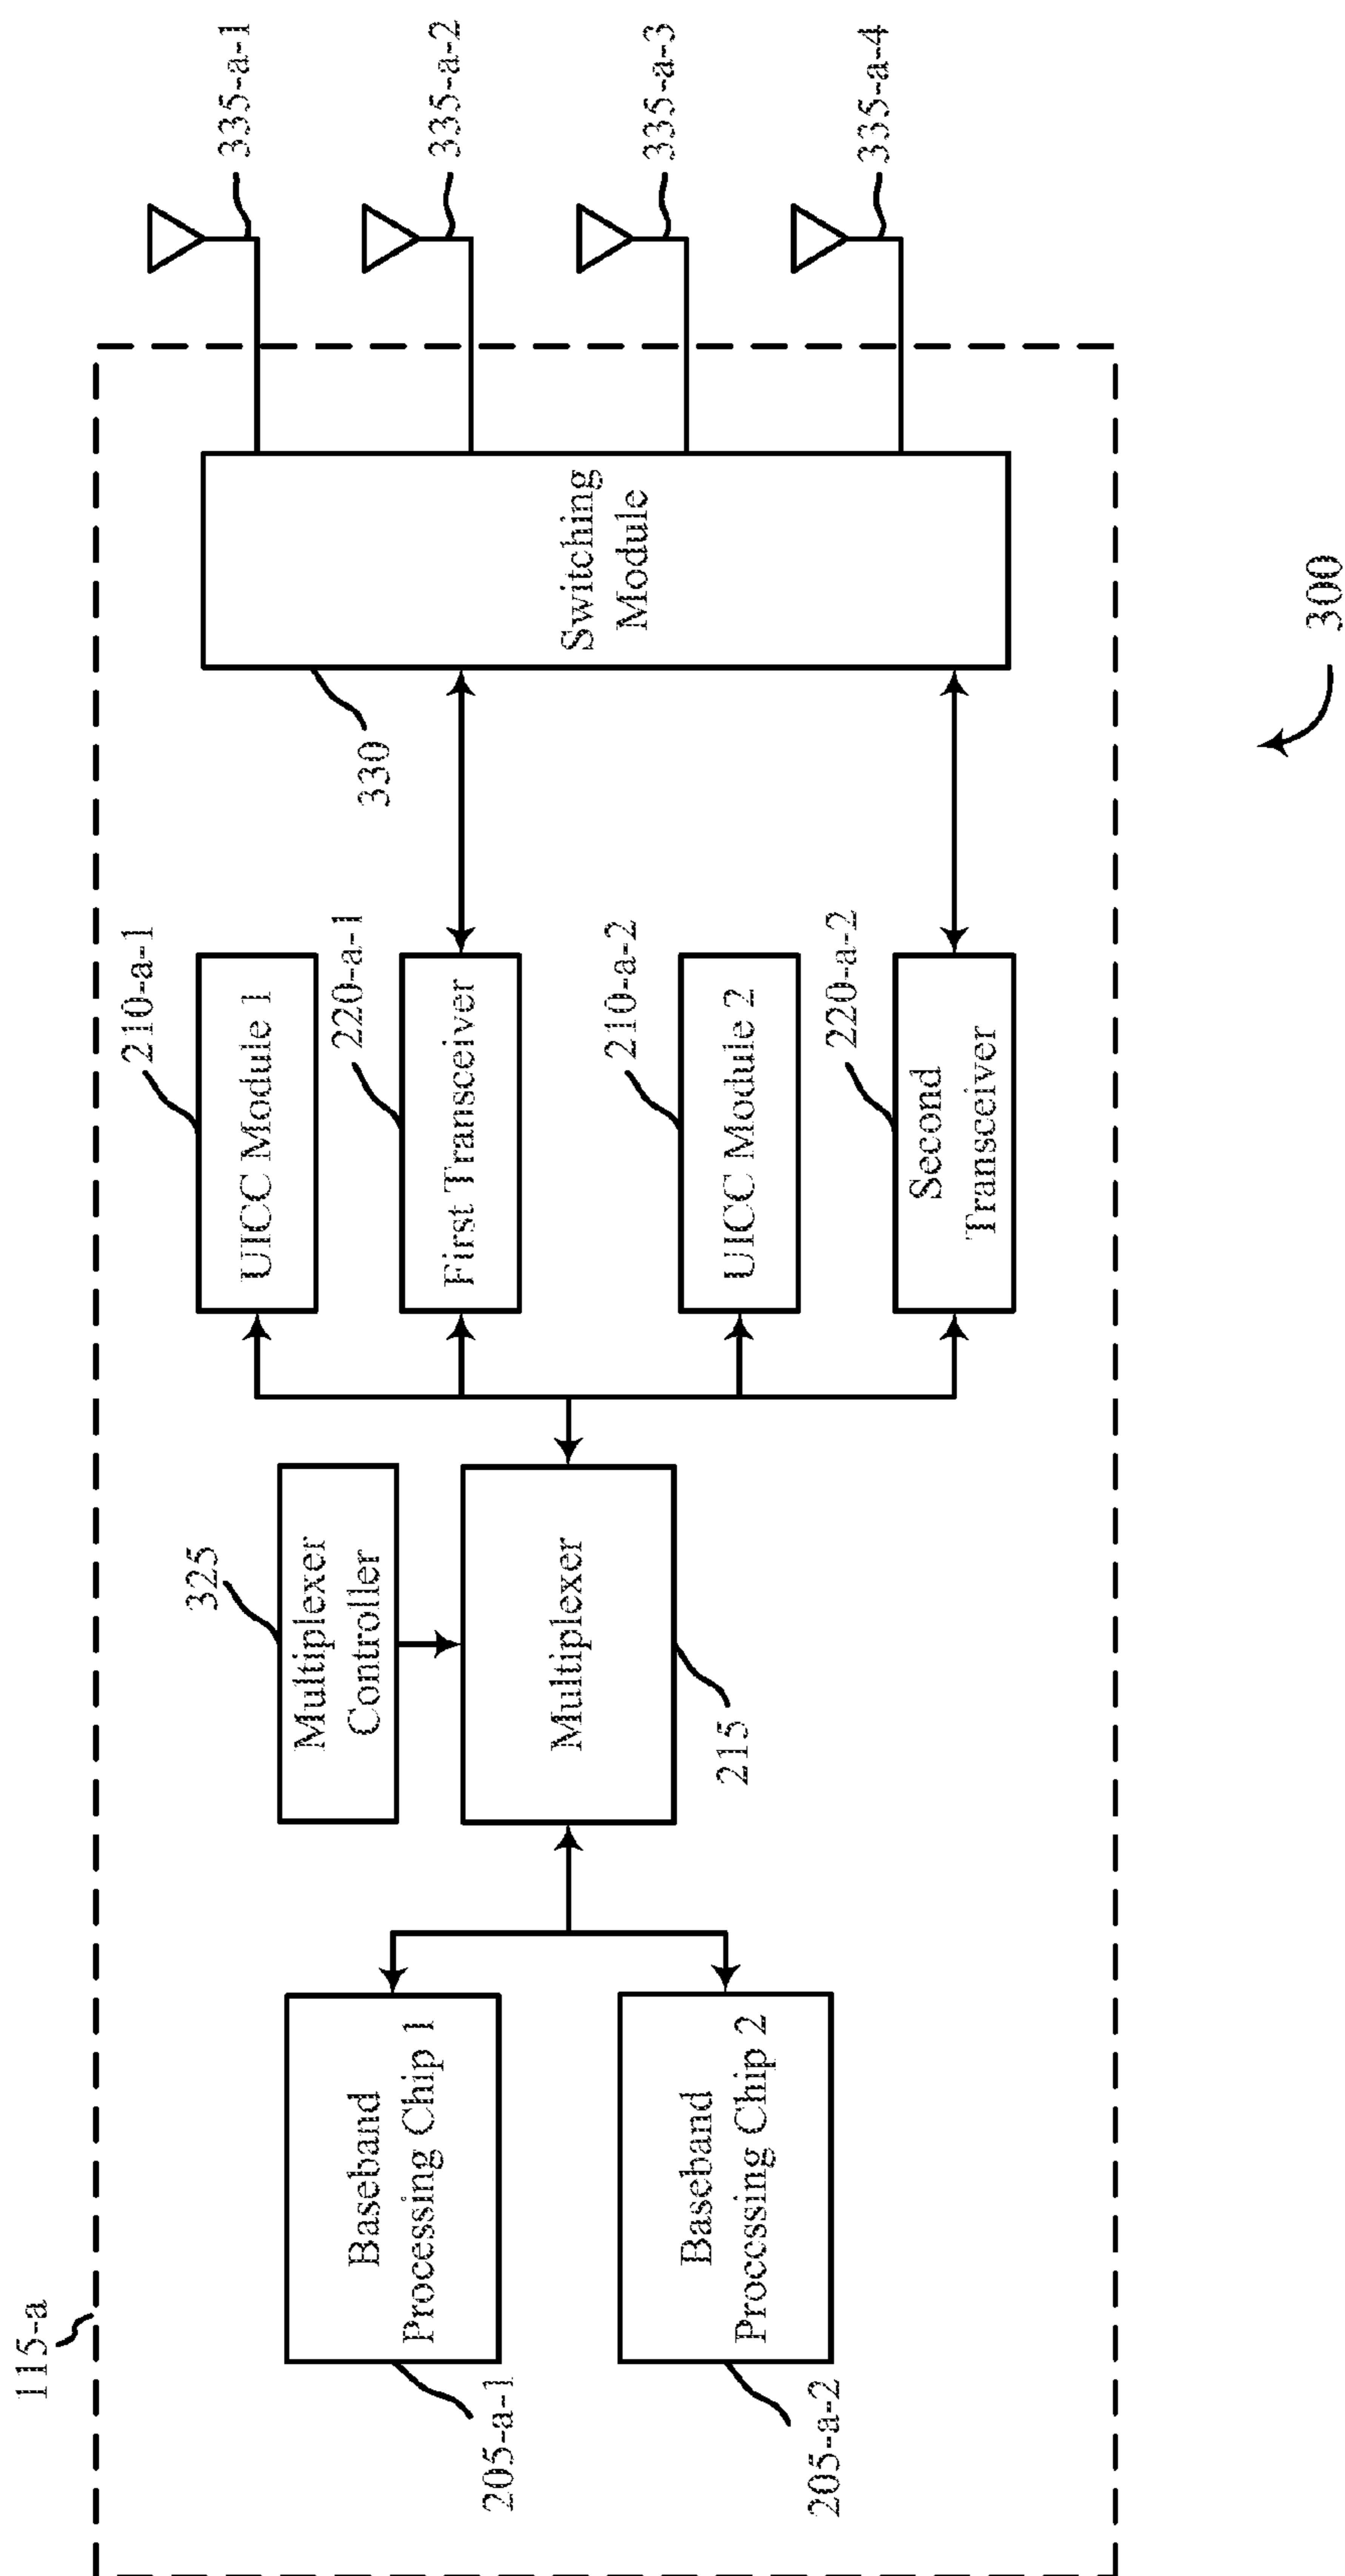 115-a
205-a-1
Baseband
Processing Chip 1
205-a-2
Baseband
Processing Chip 2
325
Multiplexer
Controller
Multiplexer
215
210-a-1
UICC Module 1
220-a-1
First Transceiver
210-a-2
UICC Module 2
220-a-2
Second
Transceiver
330
Switching
Module
335-a-1
335-a-2
335-a-3
335-a-4
300